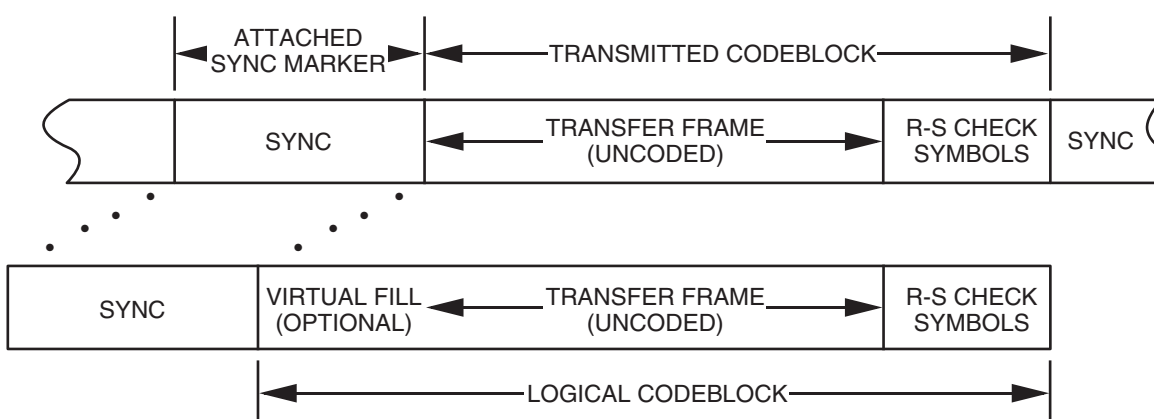 ATTACHED
SYNC MARKER
TRANSMITTED CODEBLOCK
SYNC
TRANSFER FRAME
(UNCODED)
R-S CHECK
SYMBOLS
SYNC
SYNC
VIRTUAL FILL
(OPTIONAL)
TRANSFER FRAME
(UNCODED)
R-S CHECK
SYMBOLS
LOGICAL CODEBLOCK